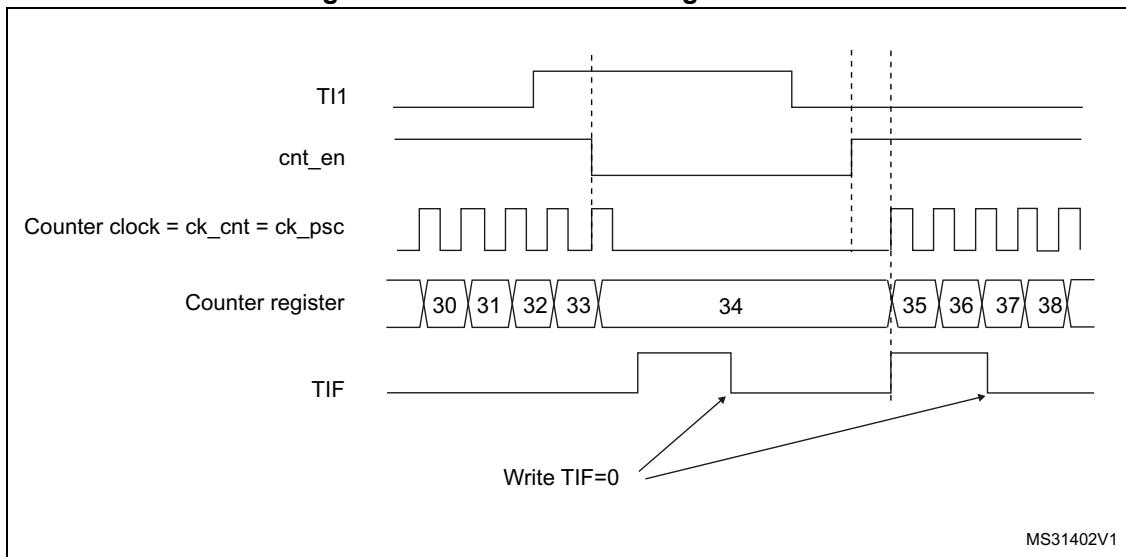 TI1
cnt_en
Counter clock = ck_cnt = ck_psc
Counter register
30 31 32 33 34 35 36 37 38
TIF
Write TIF=0
MS31402V1